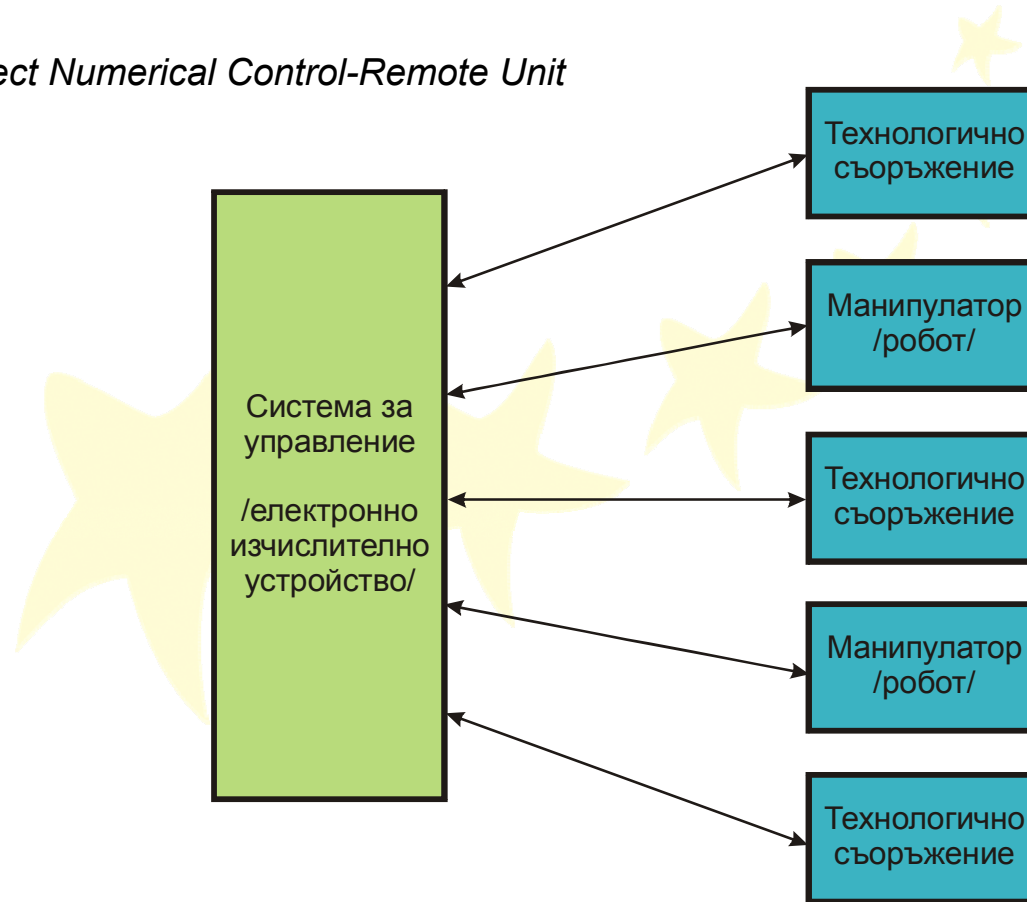 ect Numerical Control-Remote Unit
Технологично
съоръжение
Манипулатор
/робот/
Система за
управление
/електронно
изчислително
устройство/
Технологично
съоръжение
Манипулатор
/робот/
Технологично
съоръжение